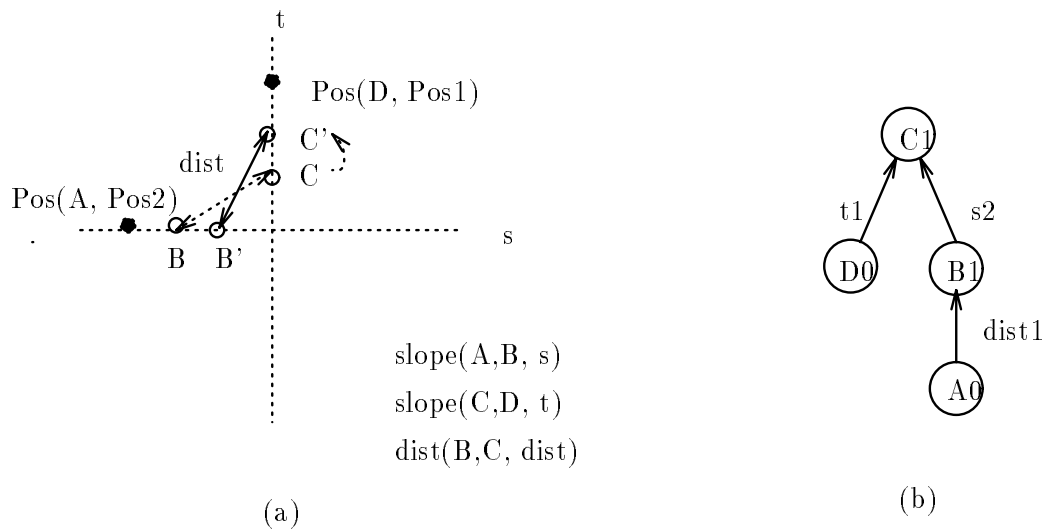 t
Pos(D, Pos1)
C'
dist
C
Pos(A, Pos2)
s
B
B'
slope(A,B, s)
slope(C,D, t)
dist(B,C, dist)
(a)
C1
t1
s2
D0
B1
dist1
A0
(b)